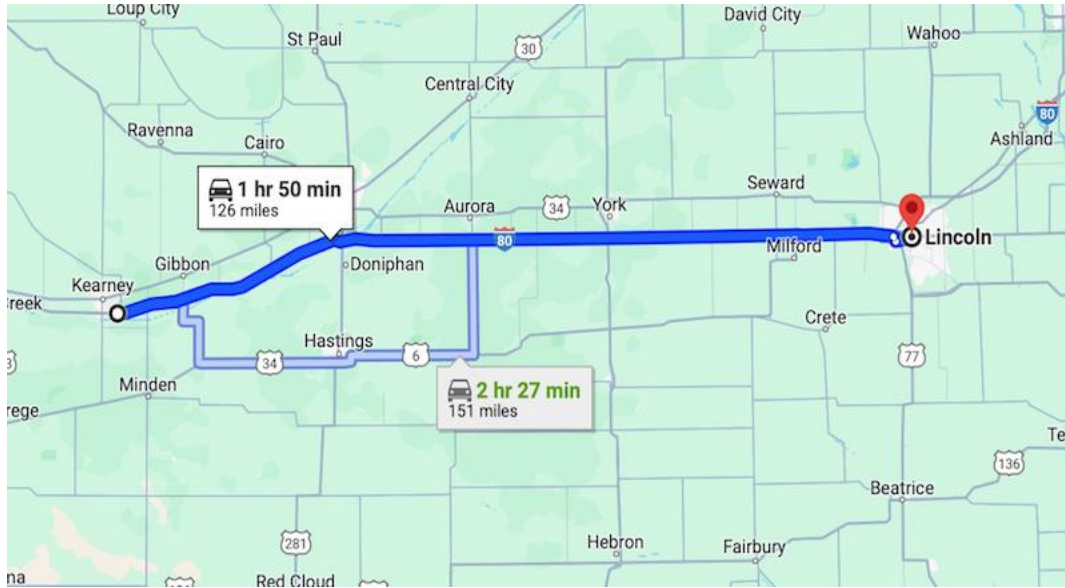 Loup City
David City
Wahoo
St Paul
30
80
Central City
Ravenna
Cairo
Ashland
1 hr 50 min
126 miles
Aurora
34
York
Seward
80
Lincoln
Milford
Gibbon
Doniphan
Kearney
Creek
Crete
Hastings
34
6
77
Minden
2 hr 27 min
151 miles
rege
Te
136
Beatrice
281
Hebron
Fairbury
na
Red Cloud